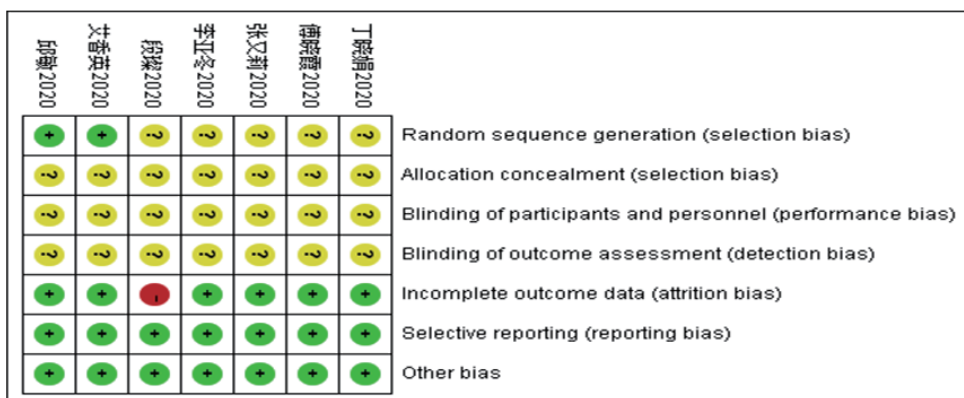 邱敏2020 艾香英2020 段璨2020 李亚冬2020 张又莉2020 傅晓霞2020 丁晓娟2020
+ + ? ? ? ? ? Random sequence generation (selection bias)
? ? ? ? ? ? ? Allocation concealment (selection bias)
? ? ? ? ? ? ? Blinding of participants and personnel (performance bias)
? ? ? ? ? ? ? Blinding of outcome assessment (detection bias)
+ + - + + + + Incomplete outcome data (attrition bias)
+ + + + + + + Selective reporting (reporting bias)
+ + + + + + + Other bias